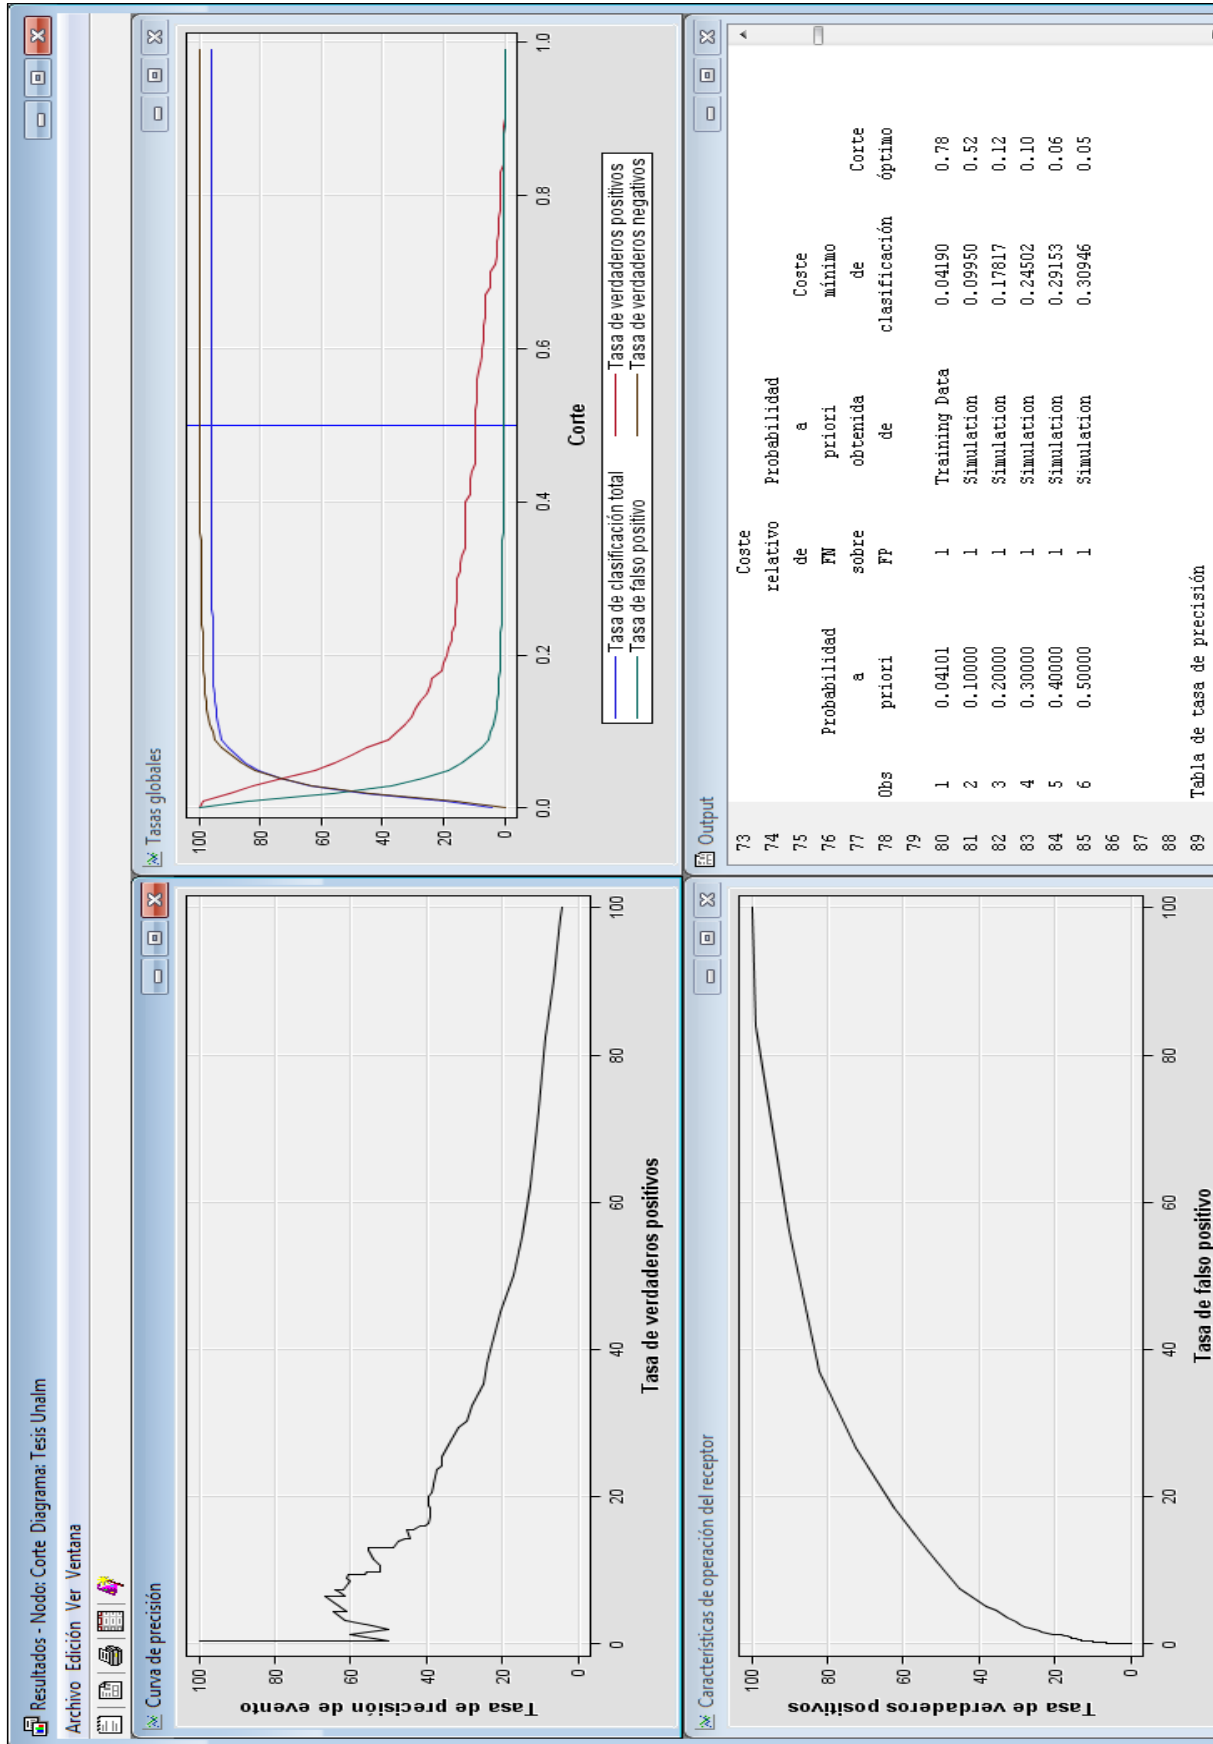 Resultados - Nodo: Corte Diagrama: Tesis Unalm
Archivo Edición Ver Ventana
Curva de precisión
100
80
60
40
20
0
Tasa de precisión de evento
0 20 40 60 80 100
Tasa de verdaderos positivos
Tasas globales
100
80
60
40
20
0
0.0 0.2 0.4 0.6 0.8 1.0
Corte
Tasa de clasificación total Tasa de verdaderos positivos
Tasa de falso positivo Tasa de verdaderos negativos
Características de operación del receptor
100
80
60
40
20
0
Tasa de verdaderos positivos
0 20 40 60 80 100
Tasa de falso positivo
Output
73 Coste
74 relativo Probabilidad
75 de a Coste
76 Probabilidad FN priori mínimo
77 a sobre obtenida de Corte
78 Obs priori FP de clasificación óptimo
79
80 1 0.04101 1 Training Data 0.04190 0.78
81 2 0.10000 1 Simulation 0.09950 0.52
82 3 0.20000 1 Simulation 0.17817 0.12
83 4 0.30000 1 Simulation 0.24502 0.10
84 5 0.40000 1 Simulation 0.29153 0.06
85 6 0.50000 1 Simulation 0.30946 0.05
86
87
88
89 Tabla de tasa de precisión